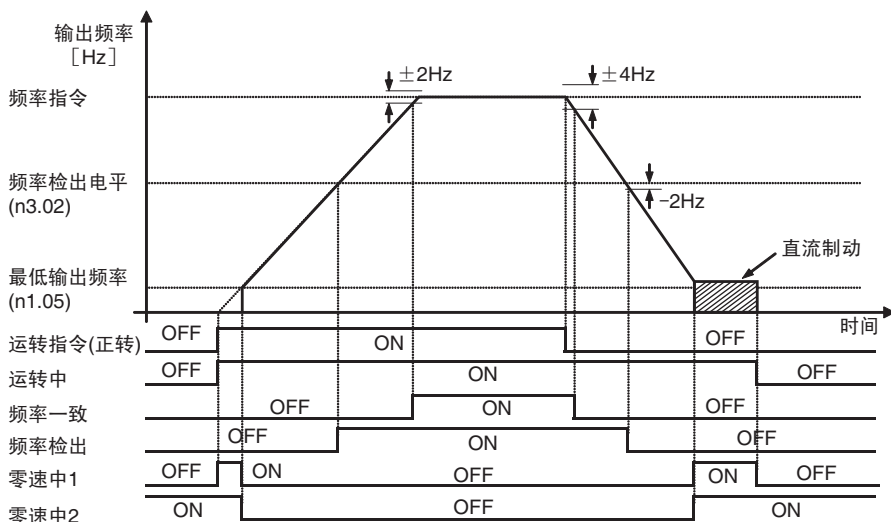 输出频率
［Hz］
±2Hz
±4Hz
频率指令
频率检出电平
(n3.02)
-2Hz
直流制动
最低输出频率
(n1.05)
时间
运转指令(正转) OFF ON OFF
运转中 OFF ON OFF
频率一致 OFF ON OFF
频率检出 OFF ON OFF
零速中1 OFF ON OFF ON OFF
零速中2 ON OFF ON